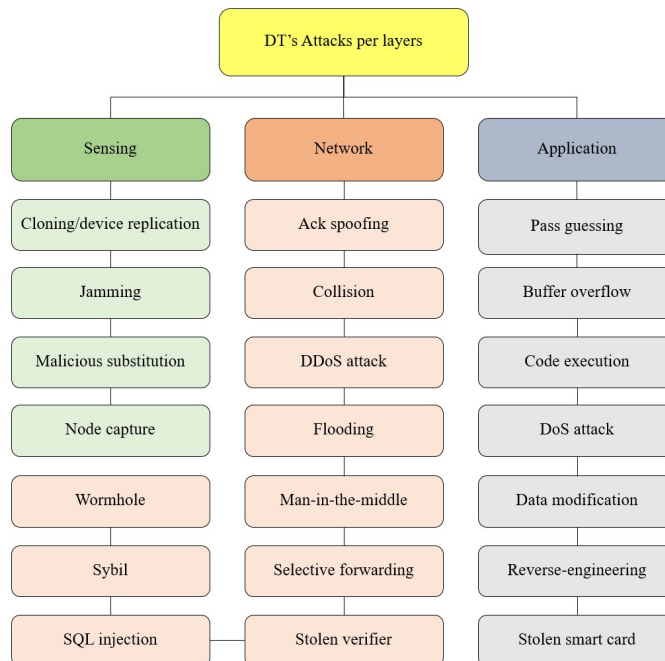 DT's Attacks per layers
Sensing
Network
Application
Cloning/device replication
Ack spoofing
Pass guessing
Jamming
Collision
Buffer overflow
Malicious substitution
DDoS attack
Code execution
Node capture
Flooding
DoS attack
Wormhole
Man-in-the-middle
Data modification
Sybil
Selective forwarding
Reverse-engineering
SQL injection
Stolen verifier
Stolen smart card